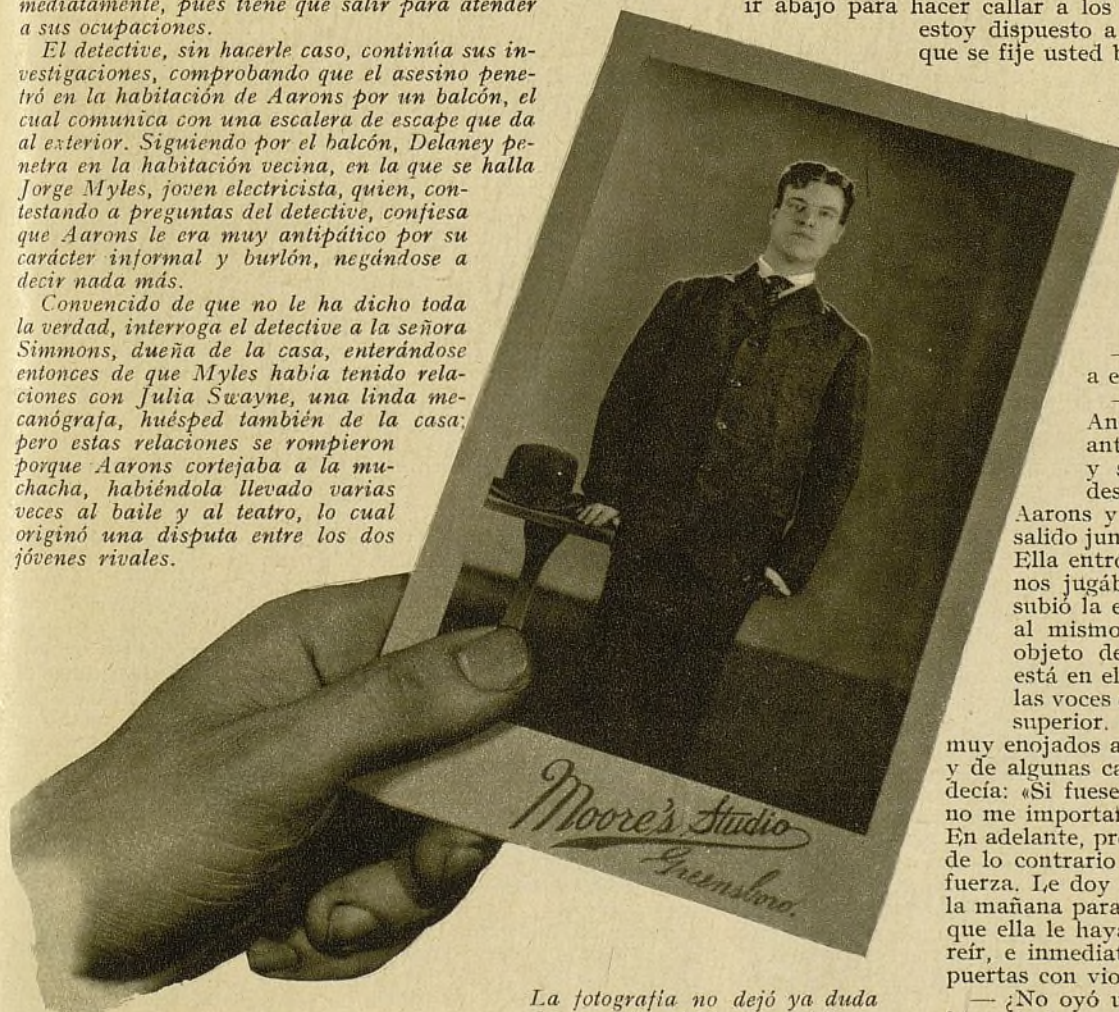 mediatamente, pues tiene que salir para atender
a sus ocupaciones.
El detective, sin hacerle caso, continúa sus in-
vestigaciones, comprobando que el asesino pene-
tró en la habitación de Aarons por un balcón, el
cual comunica con una escalera de escape que da
al exterior. Siguiendo por el balcón, Delaney pe-
netra en la habitación vecina, en la que se halla
Jorge Myles, joven electricista, quien, con-
testando a preguntas del detective, confiesa
que Aarons le era muy antipático por su
carácter informal y burlón, negándose a
decir nada más.
Convencido de que no le ha dicho toda
la verdad, interroga el detective a la señora
Simmons, dueña de la casa, enterándose
entonces de que Myles había tenido rela-
ciones con Julia Swayne, una linda me-
canógrafa, huésped también de la casa;
pero estas relaciones se rompieron
porque Aarons cortejaba a la mu-
chacha, habiéndola llevado varias
veces al baile y al teatro, lo cual
originó una disputa entre los dos
jóvenes rivales.
Moore's Studio
Greensboro.
La fotografía no dejó ya duda
ir abajo para hacer callar a los
estoy dispuesto a
que se fije usted b
—
a e
—
An
ant
y s
des
Aarons y
salido jun
Ella entró
nos jugáb
subió la e
al mismo
objeto de
está en el
las voces
superior.
muy enojados a
y de algunas ca
decía: «Si fuese
no me importar
En adelante, pro
de lo contrario
fuerza. Le doy
la mañana para
que ella le haya
reír, e inmediat
puertas con vio
— ¿No oyó u